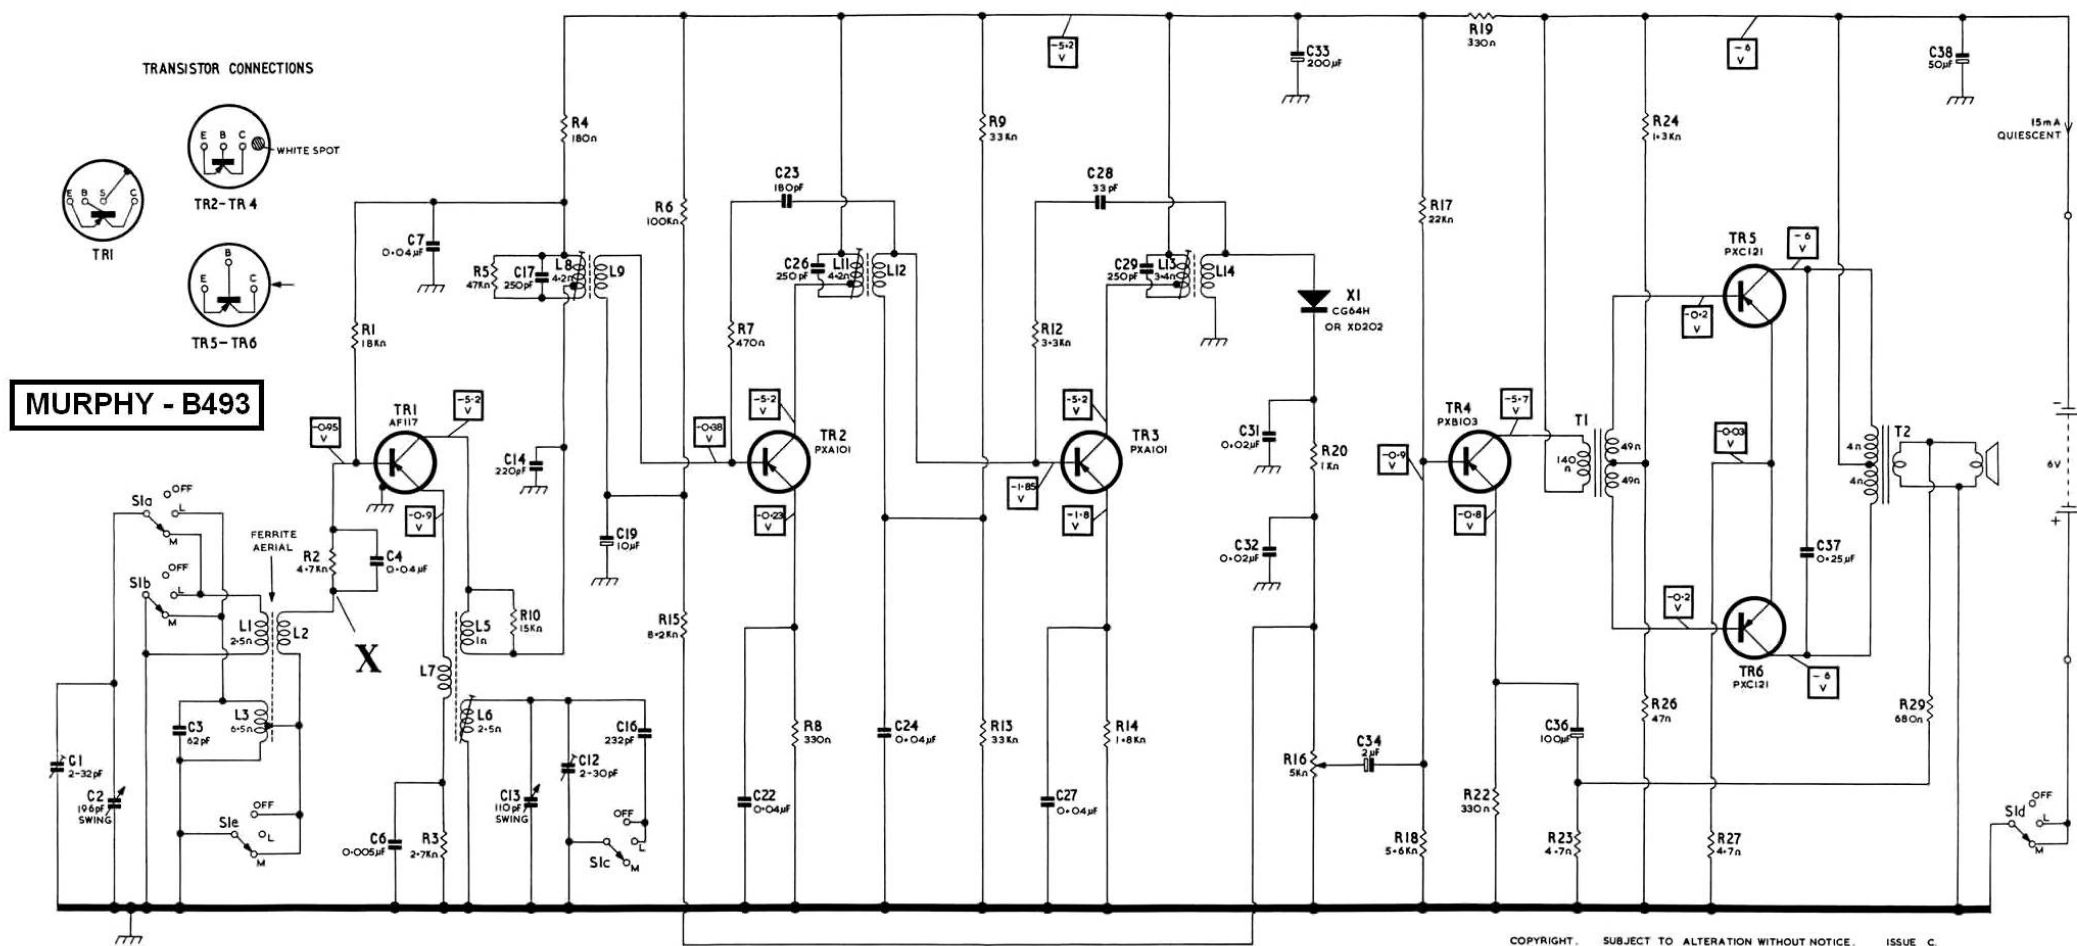 TRANSISTOR CONNECTIONS
E B C
WHITE SPOT
TR2-TR4
E B S C
TR1
B
E C
TR5-TR6
MURPHY - B493
R4
180Ω
C7
0·04µF
R1
18KΩ
R5
47KΩ
C17
250pF
L8
4·2Ω
L9
R6
100KΩ
C23
180pF
R7
470Ω
C26
250pF
L11
4·2Ω
L12
-5·2
V
R9
33KΩ
C28
33pF
R12
3·3KΩ
C29
250pF
L13
3·4Ω
L14
C33
200µF
X1
CG64H
OR XD202
R17
22KΩ
R19
330Ω
R24
1·3KΩ
-6
V
C38
50µF
15mA
QUIESCENT
TR5
PXC121
-6
V
-0·2
V
-0·95
V
TR1
AF117
-5·2
V
-0·9
V
C14
220pF
C19
10µF
-0·38
V
-5·2
V
TR2
PXA101
-0·23
V
-5·2
V
TR3
PXA101
-1·85
V
-1·8
V
C31
0·02µF
R20
1KΩ
C32
0·02µF
-0·9
V
TR4
PXB103
-5·7
V
-0·8
V
T1
140
Ω
49Ω
49Ω
-0·03
V
4Ω
4Ω
T2
-
6V
+
C37
0·25µF
-0·2
V
TR6
PXC121
-6
V
S1a
OFF
L
M
S1b
OFF
L
M
FERRITE
AERIAL
R2
4·7KΩ
C4
0·04µF
X
L1
2·5Ω
L2
L5
1Ω
R10
15KΩ
L7
L6
2·5Ω
R15
8·2KΩ
C3
62pF
L3
6·5Ω
C1
2-32pF
C2
196pF
SWING
S1e
OFF
L
M
C6
0·005µF
R3
2·7KΩ
C13
110pF
SWING
C12
2-30pF
C16
232pF
S1c
OFF
L
M
C22
0·04µF
R8
330Ω
C24
0·04µF
R13
33KΩ
C27
0·04µF
R14
1·8KΩ
R16
5KΩ
C34
2µF
R18
5·6KΩ
R22
330Ω
C36
100µF
R23
4·7Ω
R26
47Ω
R27
4·7Ω
R29
680Ω
S1d
OFF
L
M
COPYRIGHT. SUBJECT TO ALTERATION WITHOUT NOTICE. ISSUE C.